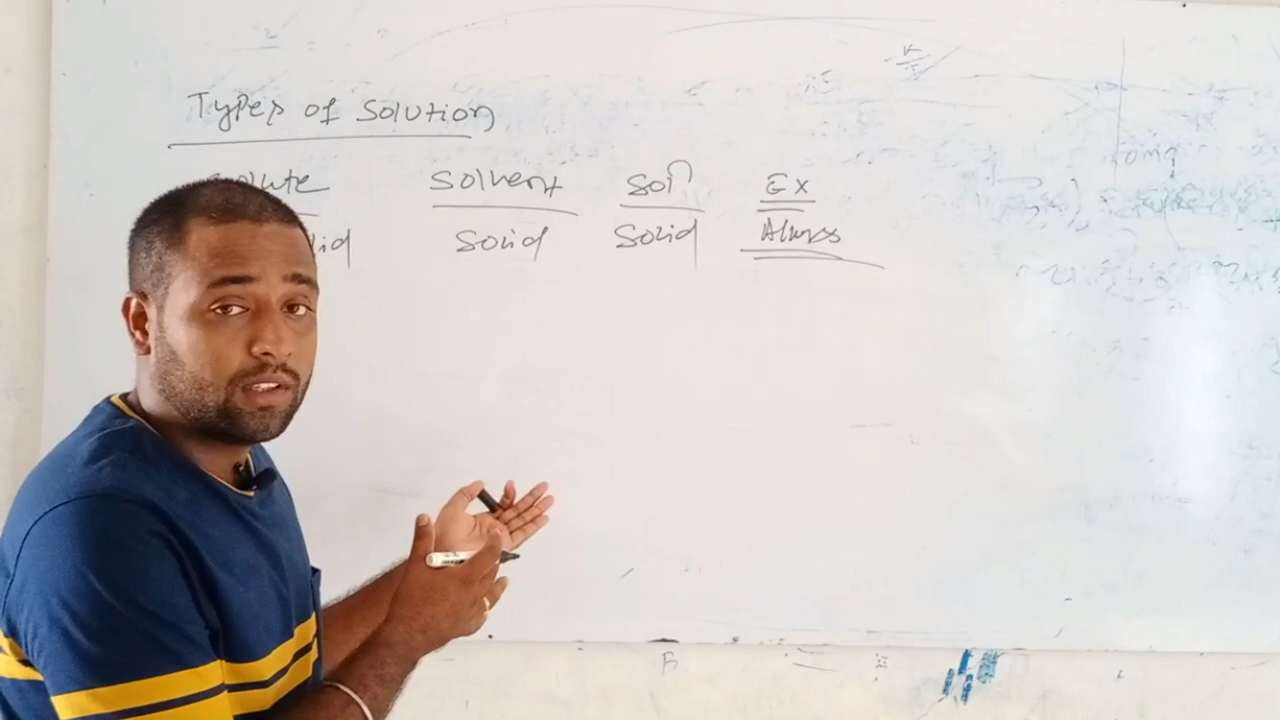 Types of Solution
Solute Solvent Solⁿ Ex
Solid Solid Solid Alloys